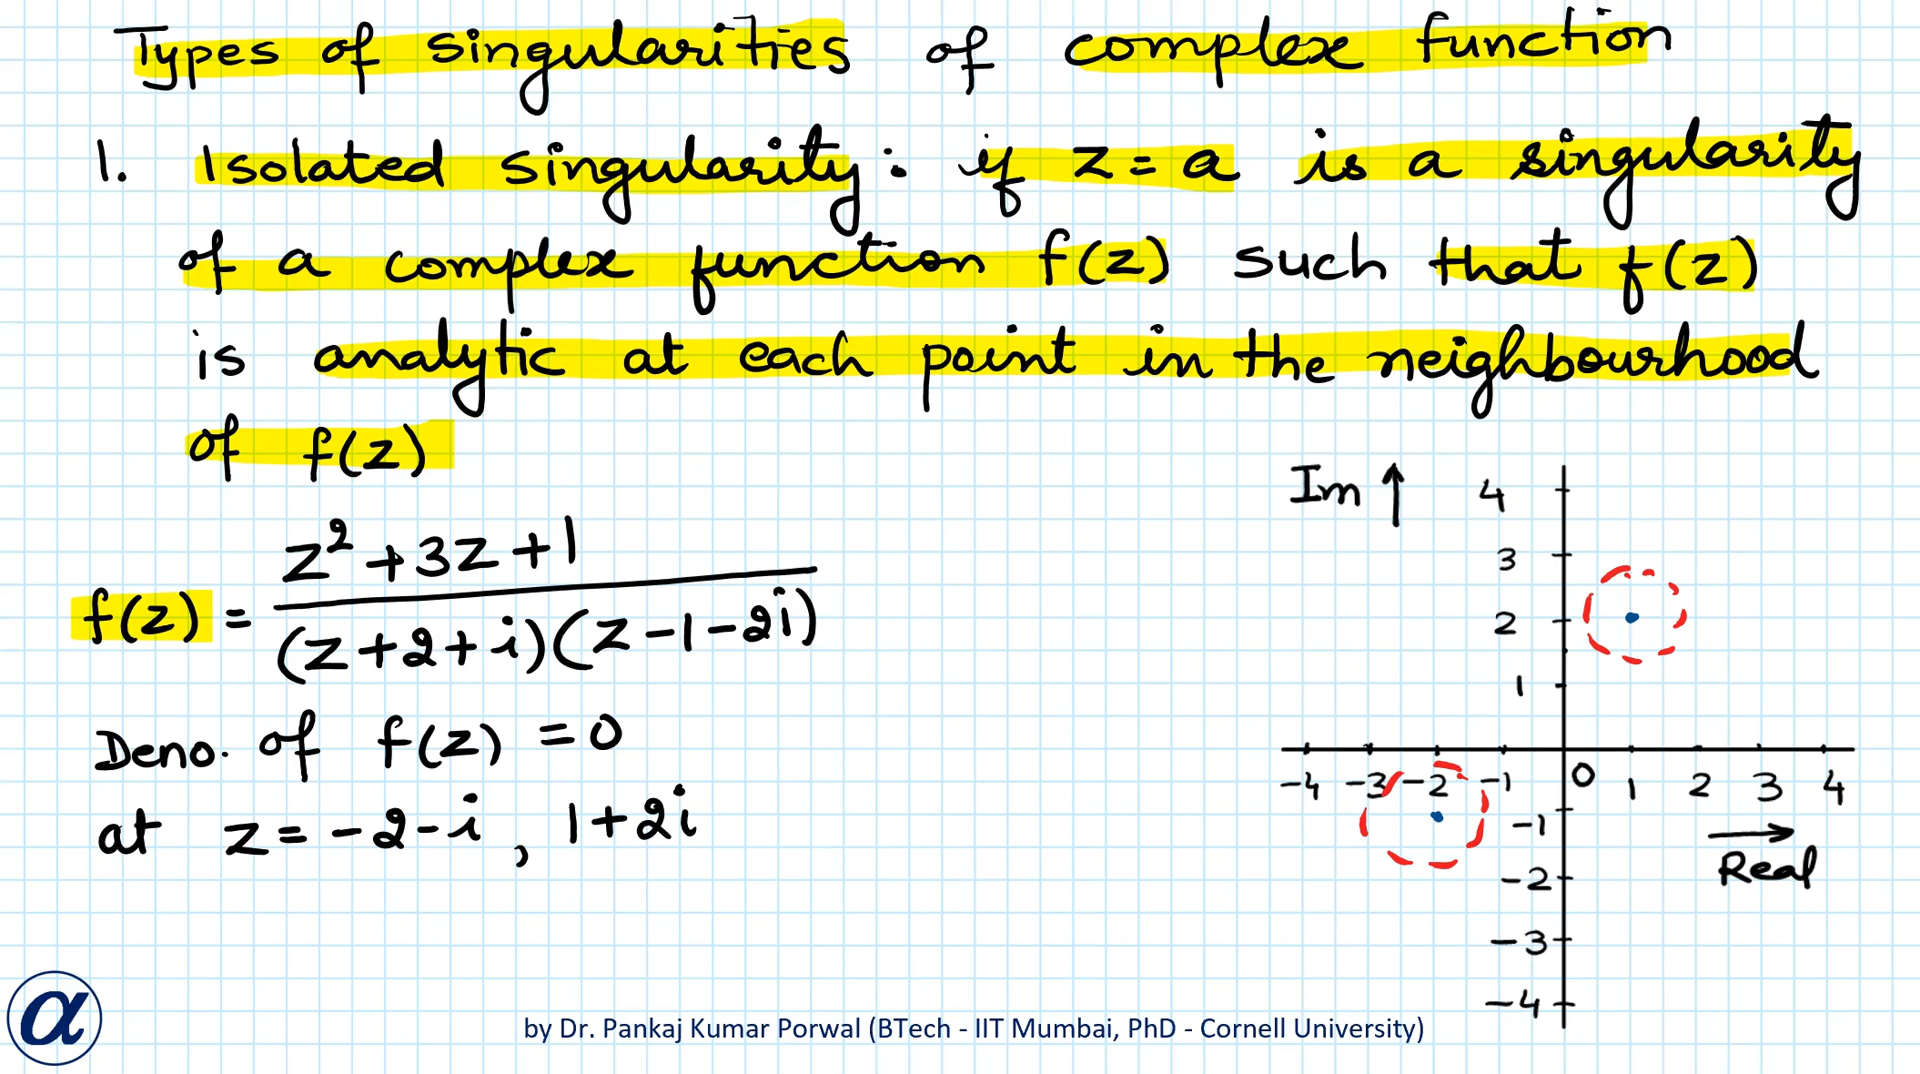 Types of singularities of complex function
1. Isolated singularity: if z = a is a singularity
of a complex function f(z) such that f(z)
is analytic at each point in the neighbourhood
of f(z)
f(z) = z² + 3z + 1 / (z + 2 + i)(z - 1 - 2i)
Deno. of f(z) = 0
at z = -2 - i, 1 + 2i
Im ↑
4
3
2
1
-4 -3 -2 -1 0 1 2 3 4
-1
-2
-3
-4
→
Real
α
by Dr. Pankaj Kumar Porwal (BTech - IIT Mumbai, PhD - Cornell University)